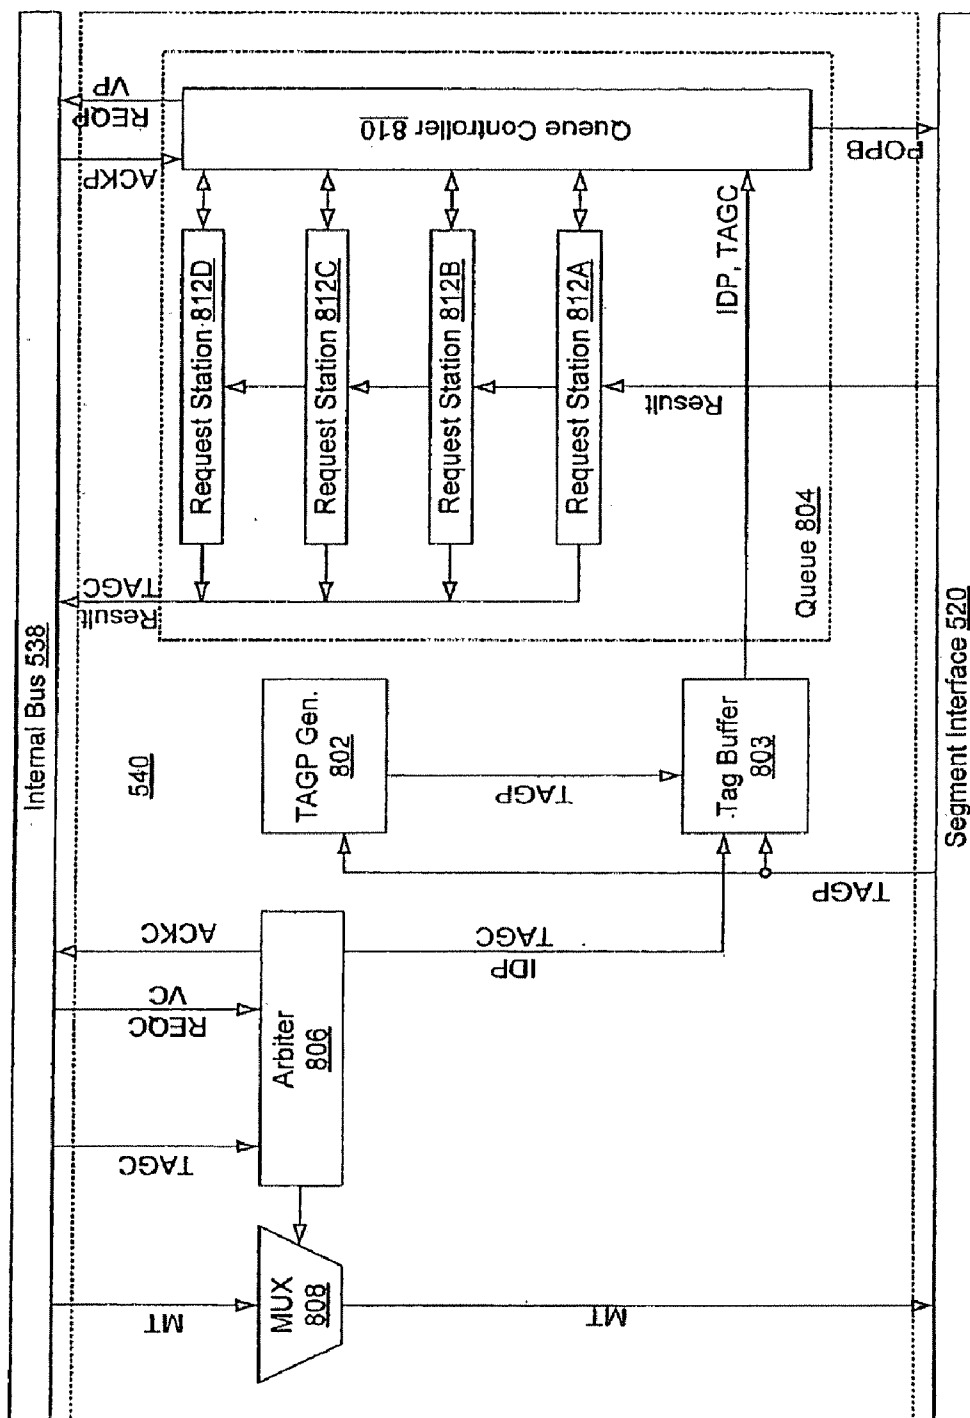 Internal Bus 538
540
MT
TAGC
REQC
VC
ACKC
Result
TAGC
ACKP
REQP
VP
MUX
808
Arbiter
806
TAGP Gen.
802
Request Station 812D
Request Station 812C
Request Station 812B
Request Station 812A
Queue Controller 810
MT
IDP
TAGC
TAGP
TAGP
Tag Buffer
803
IDP, TAGC
Result
Queue 804
POPB
Segment Interface 520